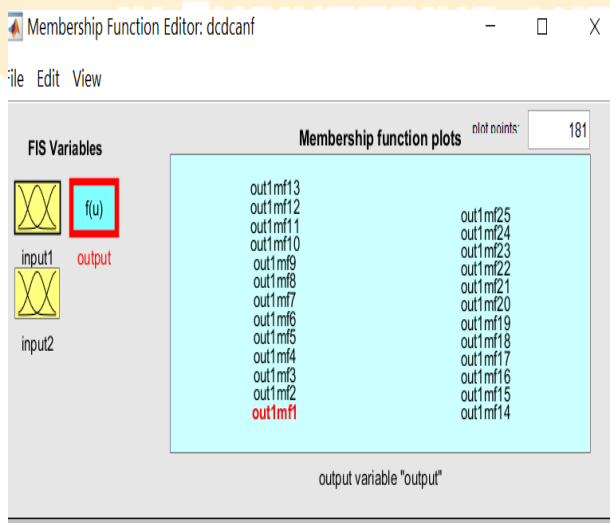 Membership Function Editor: dcdcanf
File Edit View
FIS Variables
f(u)
input1
output
input2
Membership function plots
plot points:
181
out1mf13
out1mf12
out1mf11
out1mf10
out1mf9
out1mf8
out1mf7
out1mf6
out1mf5
out1mf4
out1mf3
out1mf2
out1mf1
out1mf25
out1mf24
out1mf23
out1mf22
out1mf21
out1mf20
out1mf19
out1mf18
out1mf17
out1mf16
out1mf15
out1mf14
output variable "output"